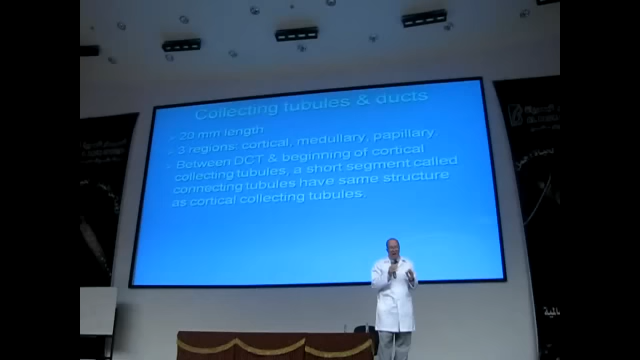 Collecting tubules & ducts
20 mm length
3 regions: cortical, medullary, papillary.
Between DCT & beginning of cortical
collecting tubules, a short segment called
connecting tubules have same structure
as cortical collecting tubules.